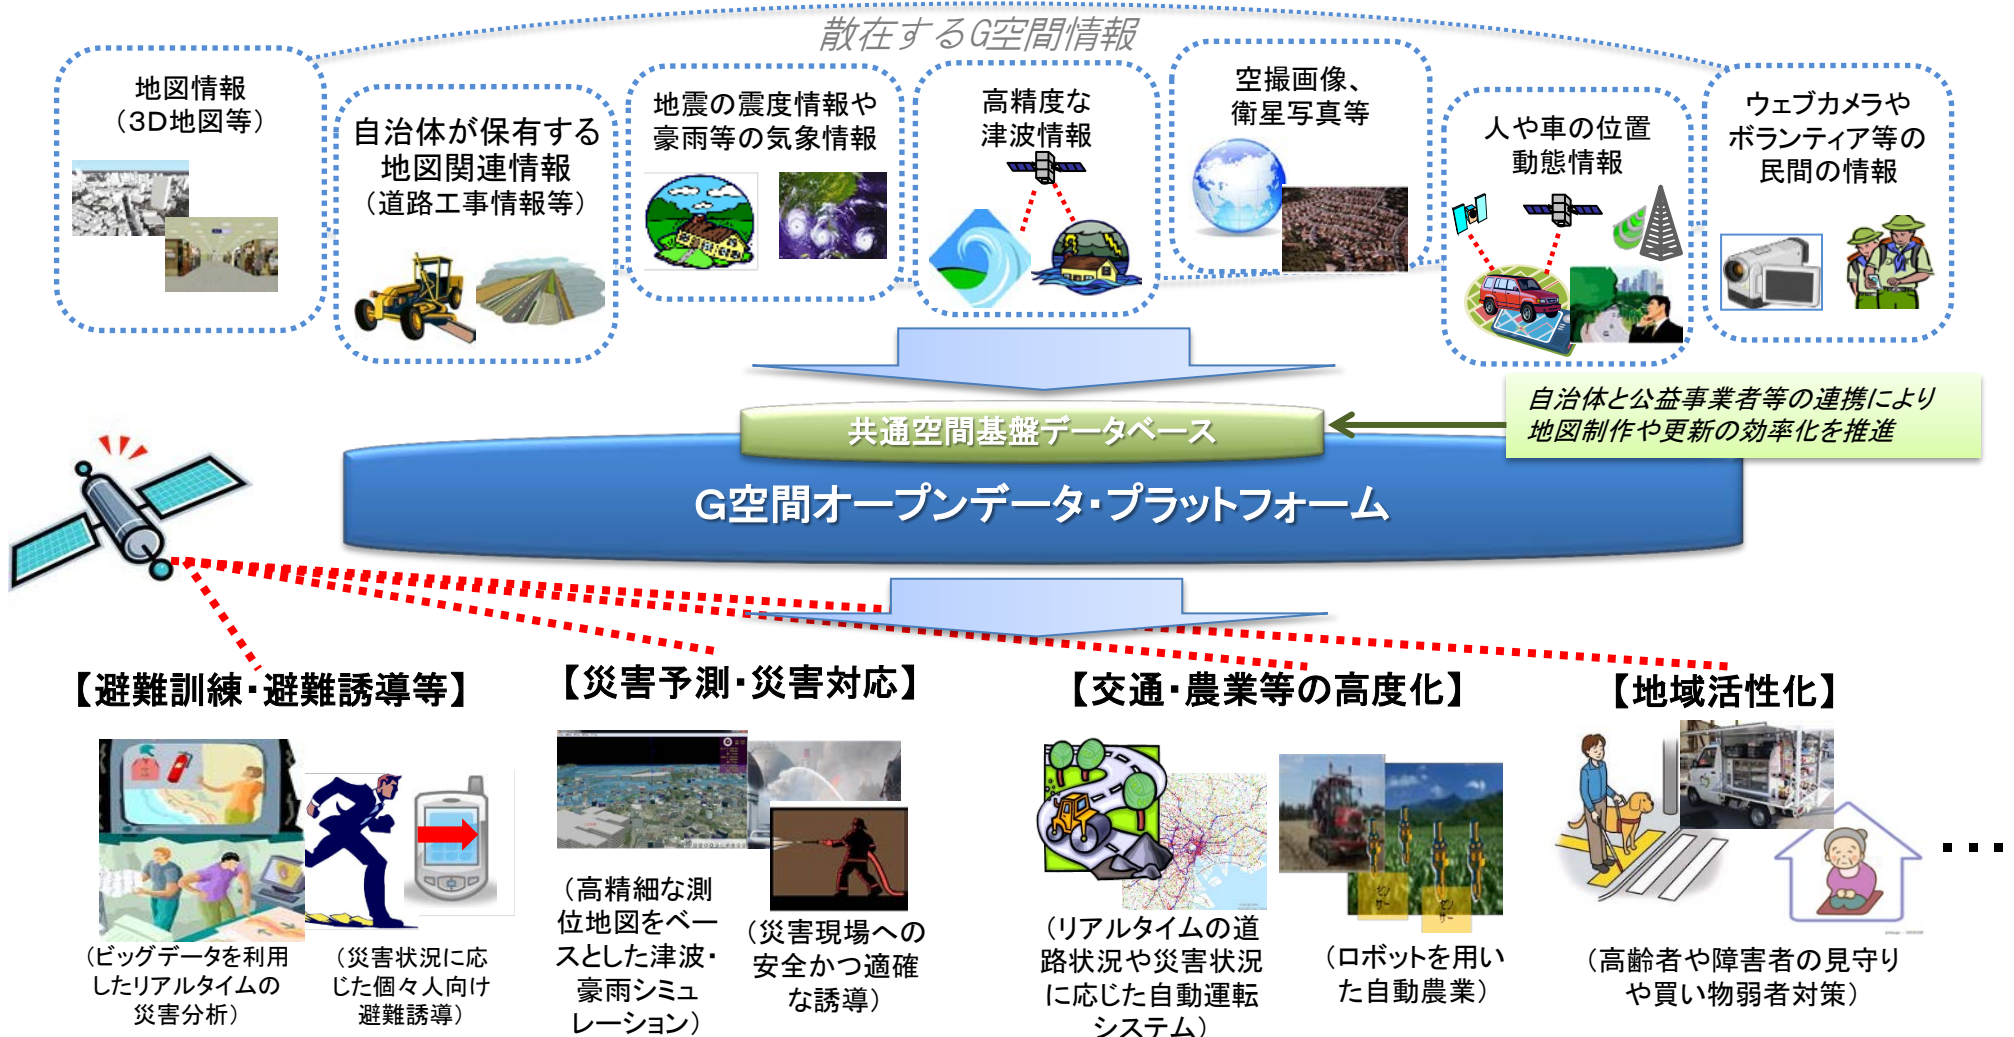 散在するG空間情報
地図情報
（3D地図等）
自治体が保有する
地図関連情報
（道路工事情報等）
地震の震度情報や
豪雨等の気象情報
高精度な
津波情報
空撮画像、
衛星写真等
人や車の位置
動態情報
ウェブカメラや
ボランティア等の
民間の情報
共通空間基盤データベース
自治体と公益事業者等の連携により
地図制作や更新の効率化を推進
G空間オープンデータ・プラットフォーム
【避難訓練・避難誘導等】
（ビッグデータを利用
したリアルタイムの
災害分析）
（災害状況に応
じた個々人向け
避難誘導）
【災害予測・災害対応】
（高精細な測
位地図をベー
スとした津波・
豪雨シミュ
レーション）
（災害現場への
安全かつ適確
な誘導）
【交通・農業等の高度化】
（リアルタイムの道
路状況や災害状況
に応じた自動運転
システム）
センサー
センサー
（ロボットを用い
た自動農業）
【地域活性化】
（高齢者や障害者の見守り
や買い物弱者対策）
…